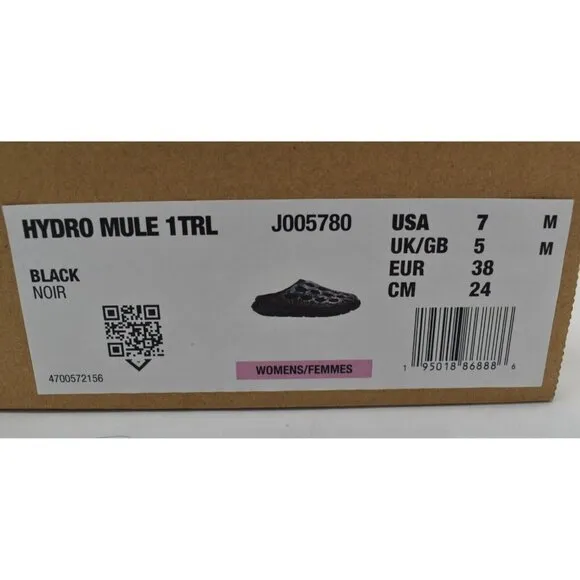 HYDRO MULE 1TRL
J005780
BLACK
NOIR
4700572156
WOMENS/FEMMES
USA 7 M
UK/GB 5 M
EUR 38
CM 24
1 95018 86888 6